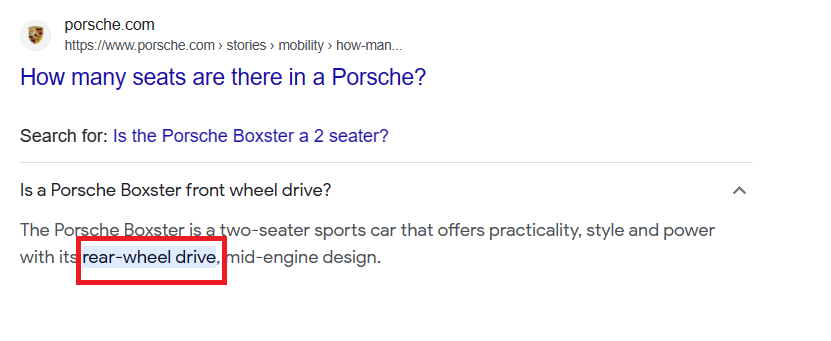 porsche.com
https://www.porsche.com › stories › mobility › how-man...
How many seats are there in a Porsche?
Search for: Is the Porsche Boxster a 2 seater?
Is a Porsche Boxster front wheel drive?
The Porsche Boxster is a two-seater sports car that offers practicality, style and power
with its rear-wheel drive, mid-engine design.